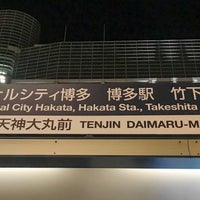 ナルシティ博多 博多駅 竹下
al City Hakata, Hakata Sta., Takeshita
天神大丸前 TENJIN DAIMARU-M